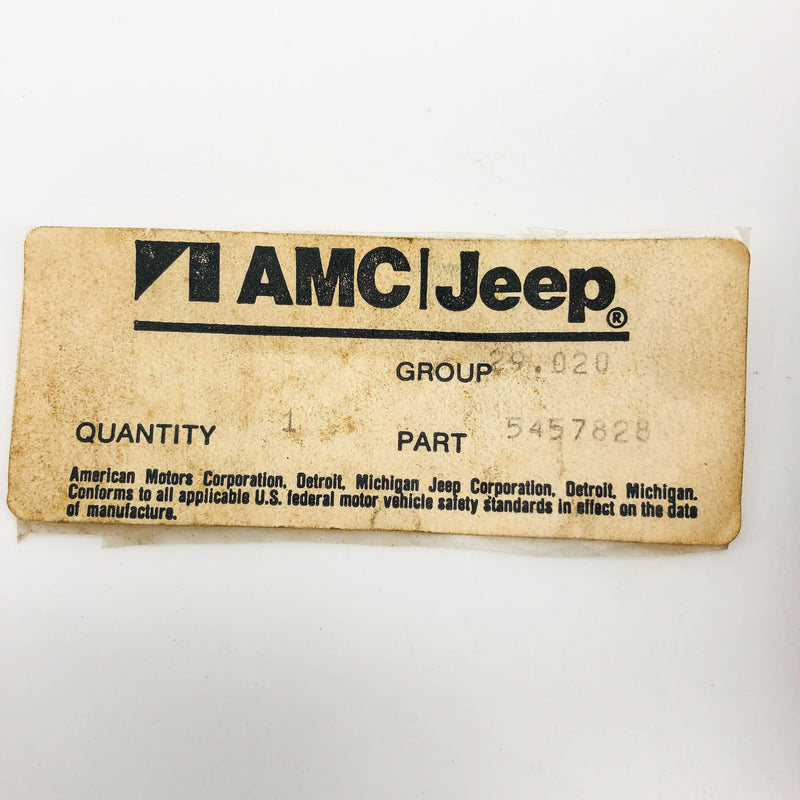 AMC|Jeep®
GROUP 29.020
QUANTITY 1 PART 5457828
American Motors Corporation, Detroit, Michigan Jeep Corporation, Detroit, Michigan.
Conforms to all applicable U.S. federal motor vehicle safety standards in effect on the date
of manufacture.